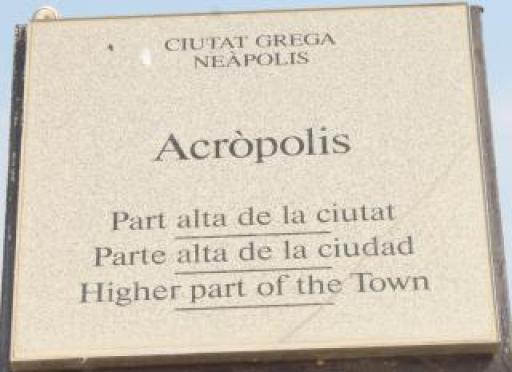 CIUTAT GREGA
NEÀPOLIS
Acròpolis
Part alta de la ciutat
Parte alta de la ciudad
Higher part of the Town